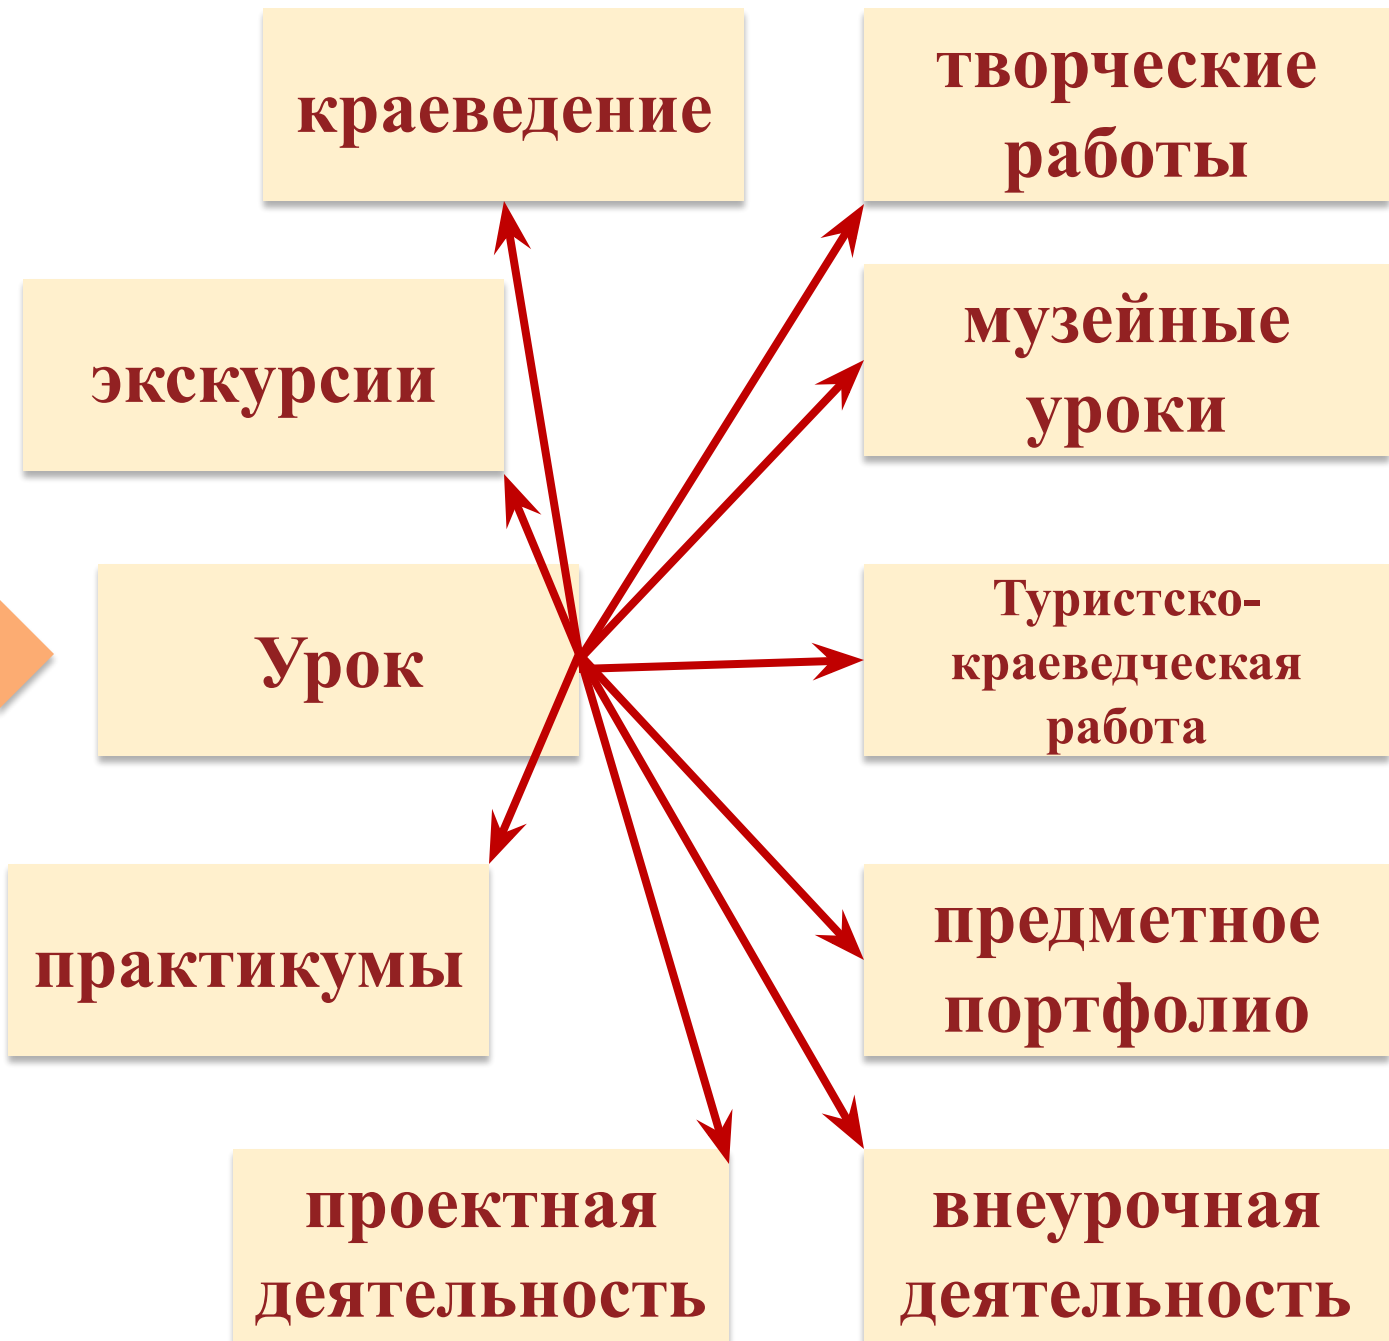 краеведение
творческие
работы
экскурсии
музейные
уроки
Урок
Туристско-
краеведческая
работа
практикумы
предметное
портфолио
проектная
деятельность
внеурочная
деятельность